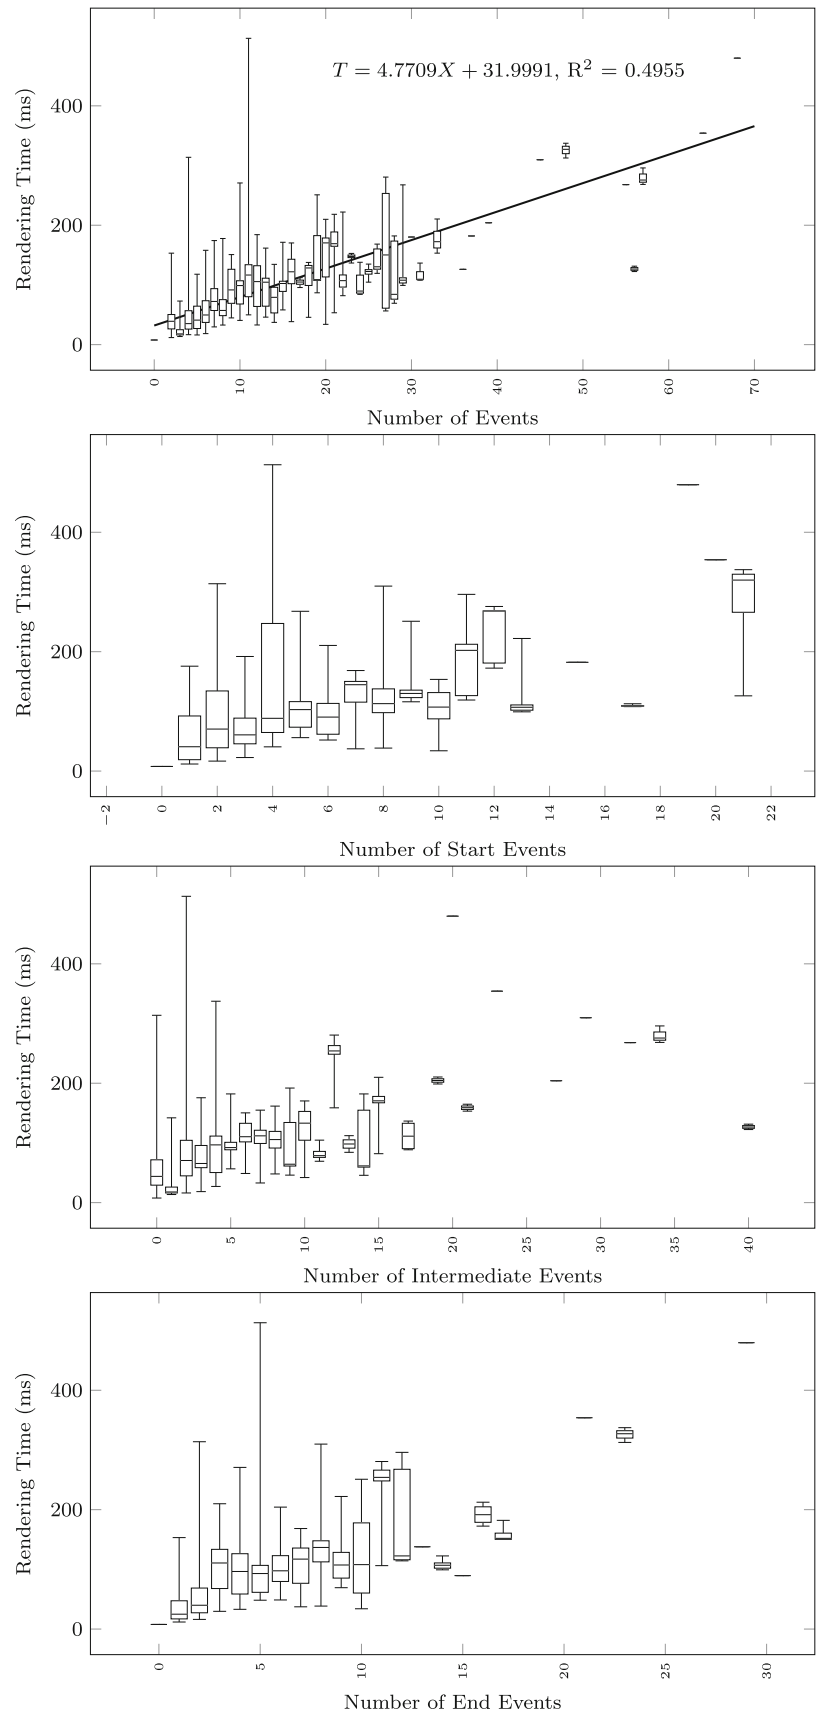 T = 4.7709X + 31.9991, R² = 0.4955
400
200
0
Rendering Time (ms)
0 10 20 30 40 50 60 70
Number of Events
400
200
0
Rendering Time (ms)
−2 0 2 4 6 8 10 12 14 16 18 20 22
Number of Start Events
400
200
0
Rendering Time (ms)
0 5 10 15 20 25 30 35 40
Number of Intermediate Events
400
200
0
Rendering Time (ms)
0 5 10 15 20 25 30
Number of End Events